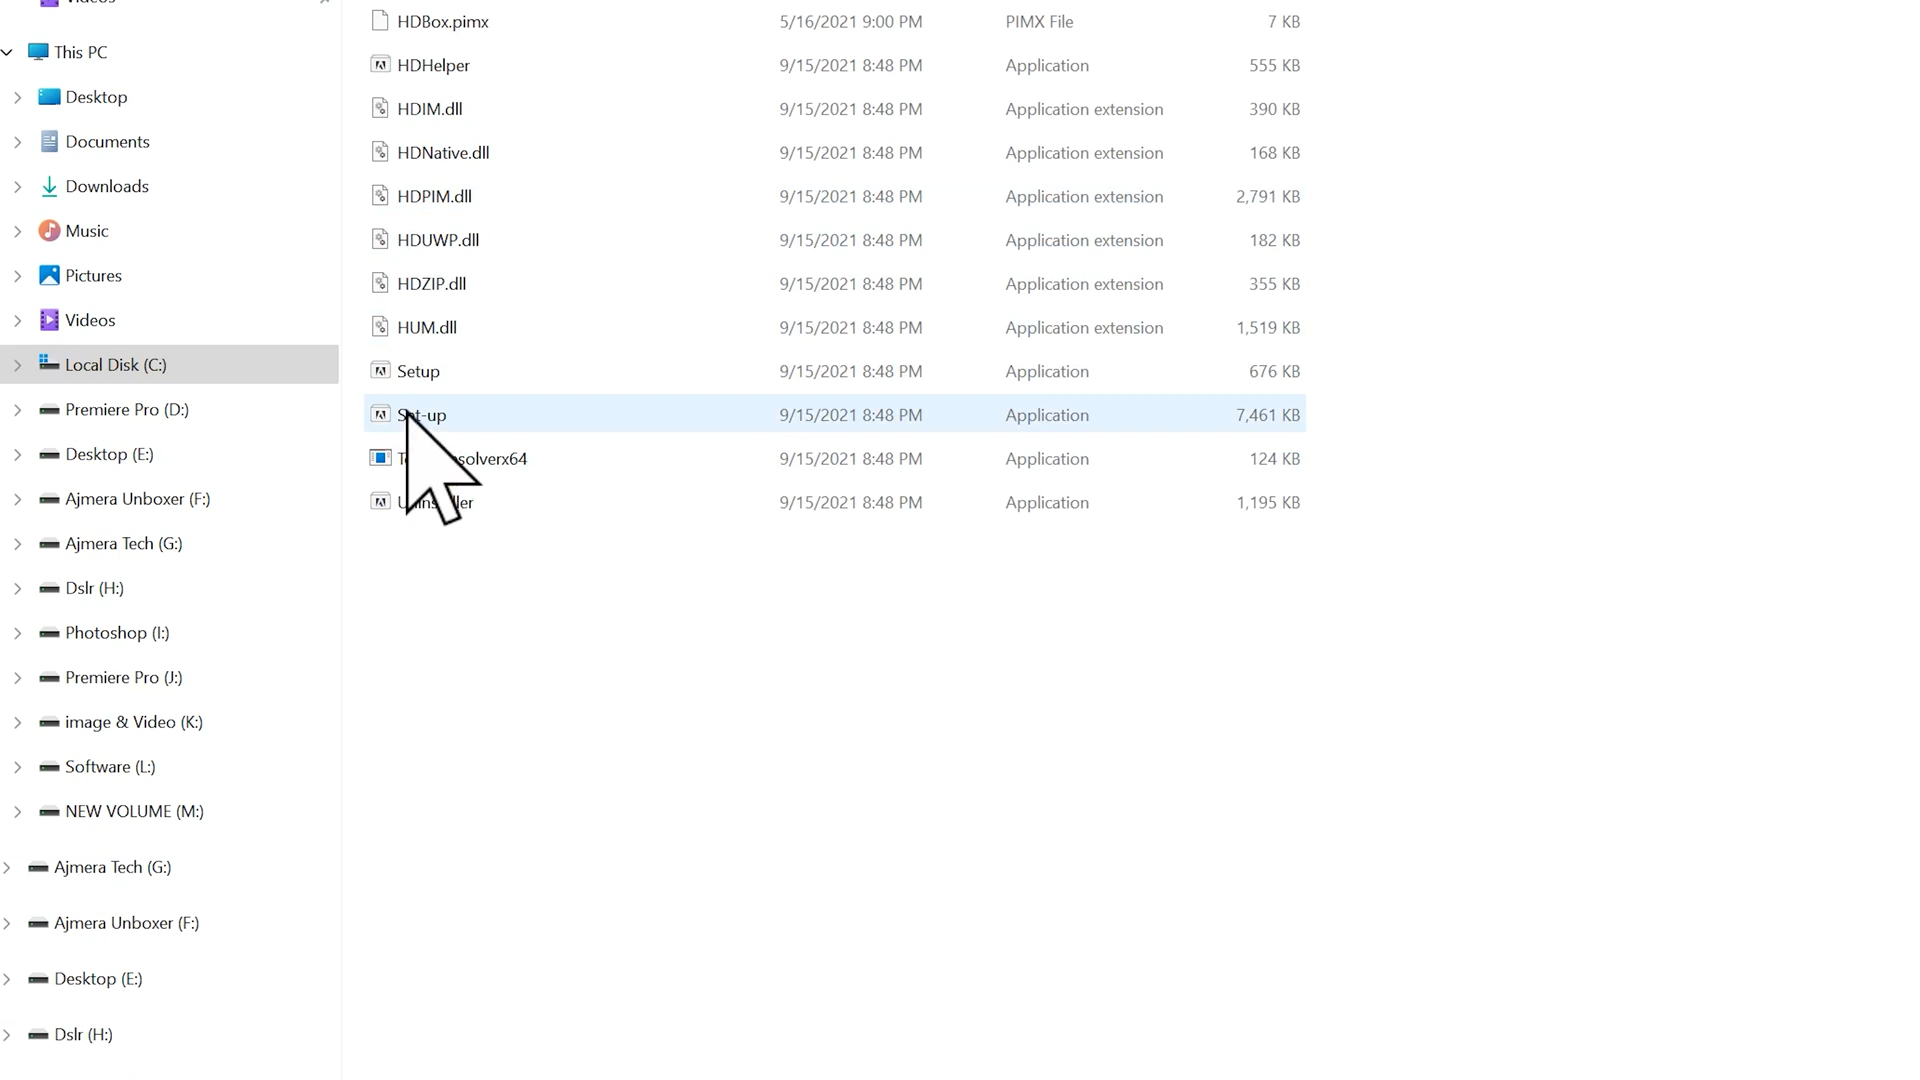 This PC
Desktop
Documents
Downloads
Music
Pictures
Videos
Local Disk (C:)
Premiere Pro (D:)
Desktop (E:)
Ajmera Unboxer (F:)
Ajmera Tech (G:)
Dslr (H:)
Photoshop (I:)
Premiere Pro (J:)
image & Video (K:)
Software (L:)
NEW VOLUME (M:)
Ajmera Tech (G:)
Ajmera Unboxer (F:)
Desktop (E:)
Dslr (H:)
HDBox.pimx 5/16/2021 9:00 PM PIMX File 7 KB
HDHelper 9/15/2021 8:48 PM Application 555 KB
HDIM.dll 9/15/2021 8:48 PM Application extension 390 KB
HDNative.dll 9/15/2021 8:48 PM Application extension 168 KB
HDPIM.dll 9/15/2021 8:48 PM Application extension 2,791 KB
HDUWP.dll 9/15/2021 8:48 PM Application extension 182 KB
HDZIP.dll 9/15/2021 8:48 PM Application extension 355 KB
HUM.dll 9/15/2021 8:48 PM Application extension 1,519 KB
Setup 9/15/2021 8:48 PM Application 676 KB
Set-up 9/15/2021 8:48 PM Application 7,461 KB
9/15/2021 8:48 PM Application 124 KB
Uninstaller 9/15/2021 8:48 PM Application 1,195 KB